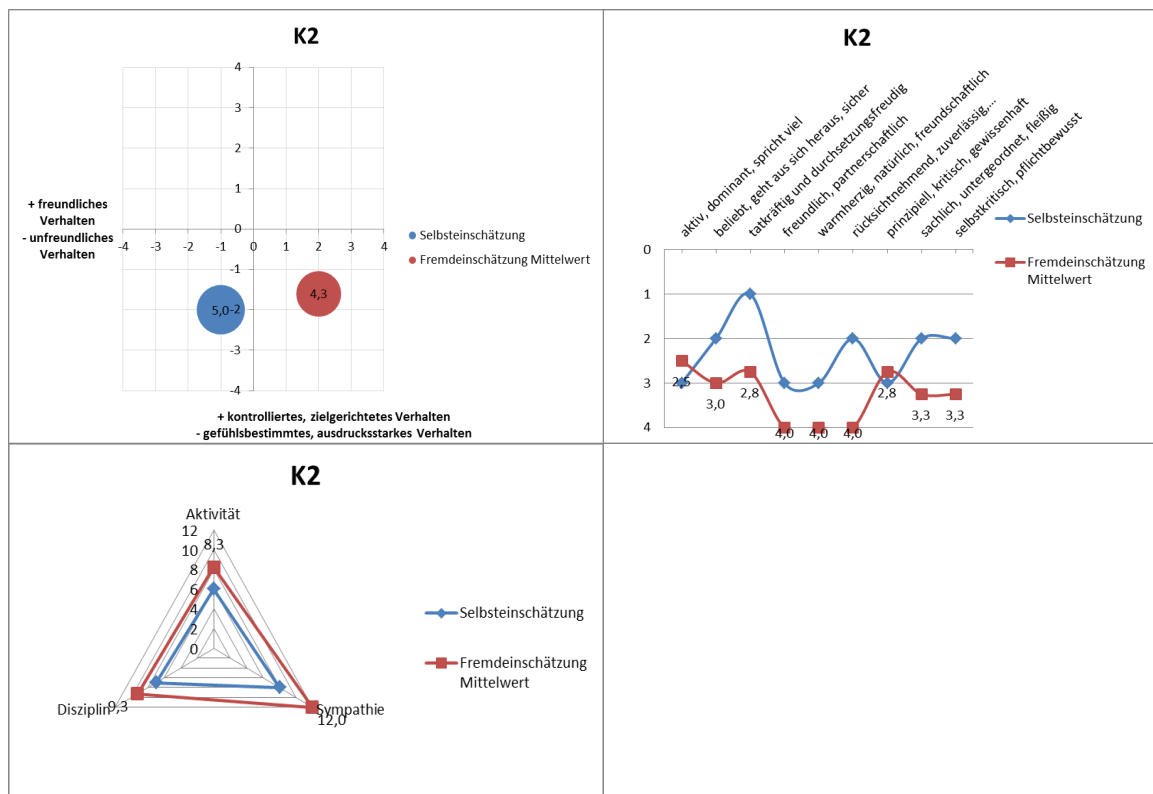 K2
4
3
2
1
0
-1
-2
-3
-4
-4
-3
-2
-1
0
1
2
3
4
+ freundliches
Verhalten
- unfreundliches
Verhalten
5,0
4,3
Selbsteinschätzung
Fremdeinschätzung Mittelwert
+ kontrolliertes, zielgerichtetes Verhalten
- gefühlsbestimmtes, ausdrucksstarkes Verhalten
K2
aktiv, dominant, spricht viel
beliebt, geht aus sich heraus, sicher
tatkräftig und durchsetzungsfreudig
freundlich, partnerschaftlich
warmherzig, natürlich, freundschaftlich
rücksichtnehmend, zuverlässig,...
prinzipiell, kritisch, gewissenhaft
sachlich, untergeordnet, fleißig
selbstkritisch, pflichtbewusst
0
1
2
3
4
2,5
3,0
2,8
4,0
4,0
4,0
2,8
3,3
3,3
Selbsteinschätzung
Fremdeinschätzung
Mittelwert
K2
Aktivität
12
10
8
6
4
2
0
8,3
Disziplin
9,3
Sympathie
12,0
Selbsteinschätzung
Fremdeinschätzung
Mittelwert